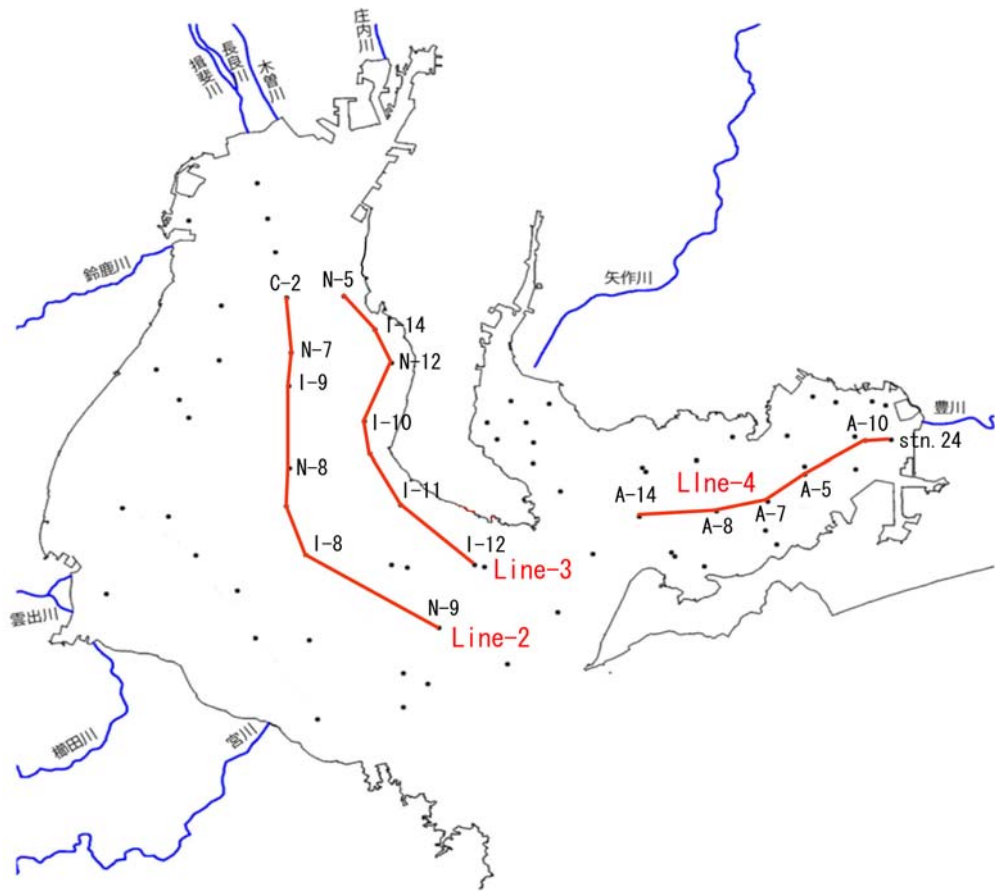 庄内川
木曽川
長良川
揖斐川
鈴鹿川
矢作川
C-2
N-5
I-14
N-7
N-12
I-9
I-10
豊川
A-10
stn.24
N-8
I-11
LIne-4
A-5
A-14
A-7
A-8
I-8
I-12
Line-3
雲出川
N-9
Line-2
櫛田川
宮川